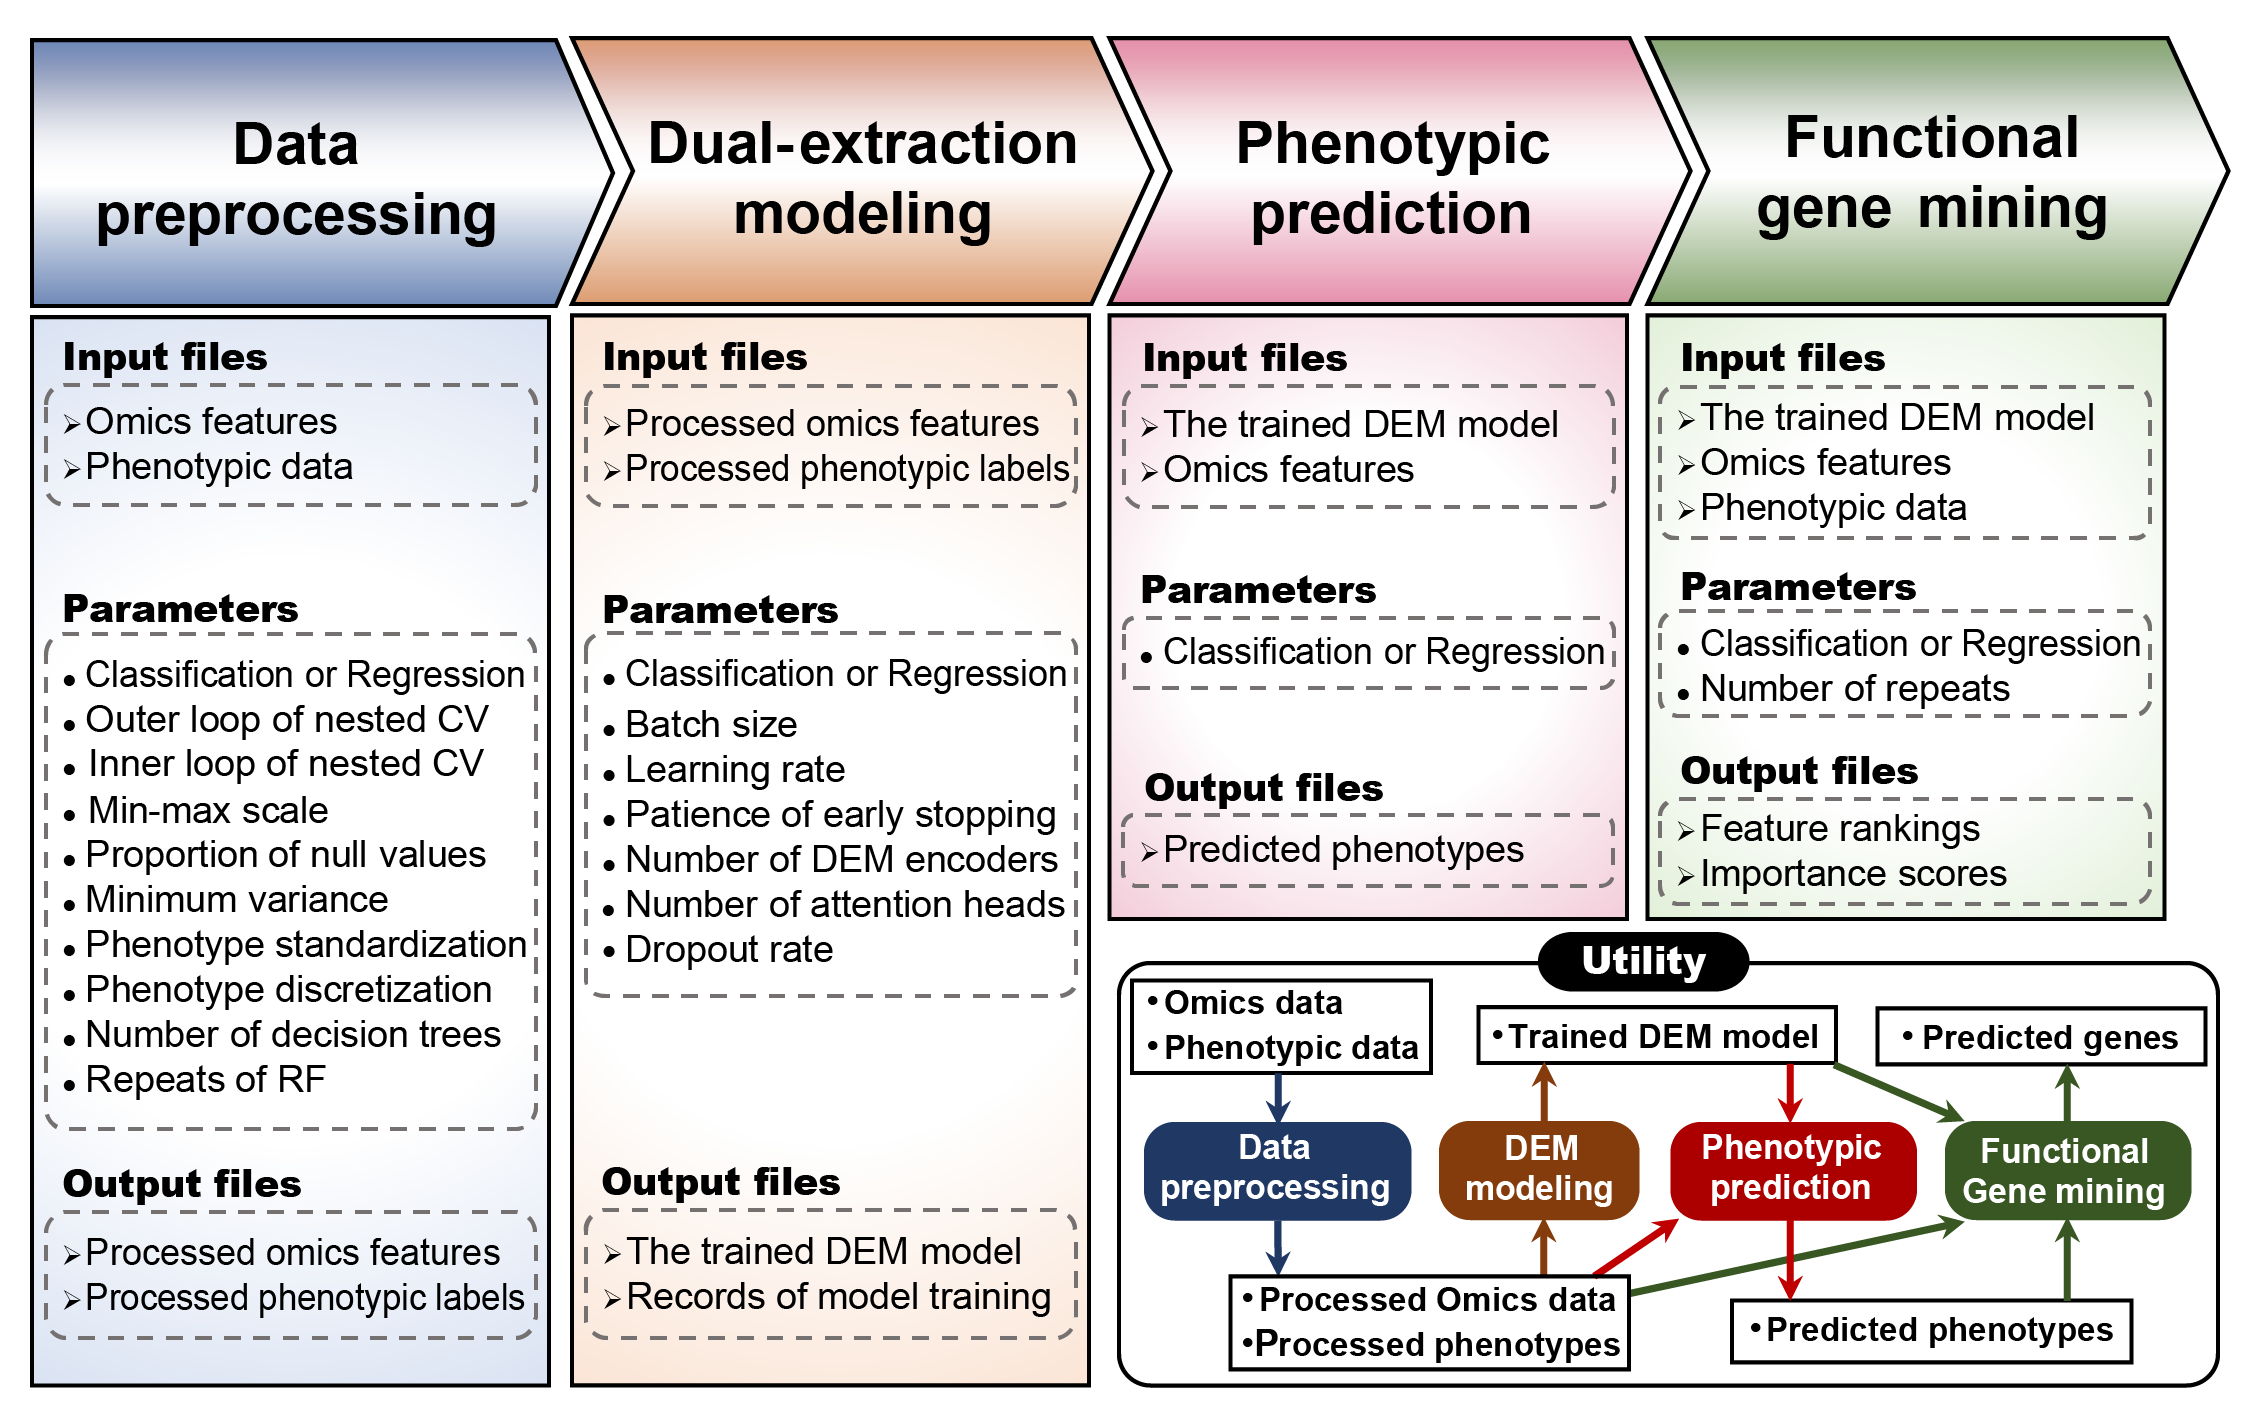 Data
preprocessing
Dual-extraction
modeling
Phenotypic
prediction
Functional
gene mining
Input files
Omics features
Phenotypic data
Parameters
Classification or Regression
Outer loop of nested CV
Inner loop of nested CV
Min-max scale
Proportion of null values
Minimum variance
Phenotype standardization
Phenotype discretization
Number of decision trees
Repeats of RF
Output files
Processed omics features
Processed phenotypic labels
Input files
Processed omics features
Processed phenotypic labels
Parameters
Classification or Regression
Batch size
Learning rate
Patience of early stopping
Number of DEM encoders
Number of attention heads
Dropout rate
Output files
The trained DEM model
Records of model training
Input files
The trained DEM model
Omics features
Parameters
Classification or Regression
Output files
Predicted phenotypes
Input files
The trained DEM model
Omics features
Phenotypic data
Parameters
Classification or Regression
Number of repeats
Output files
Feature rankings
Importance scores
Utility
• Omics data
• Phenotypic data
• Trained DEM model
• Predicted genes
Data
preprocessing
DEM
modeling
Phenotypic
prediction
Functional
Gene mining
• Processed Omics data
• Processed phenotypes
• Predicted phenotypes